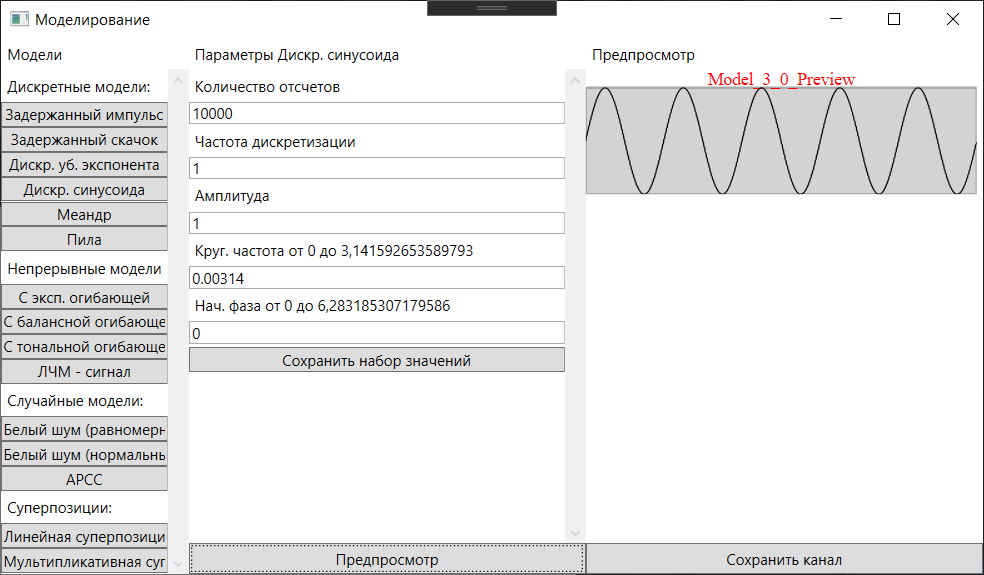 Моделирование
Модели
Дискретные модели:
Задержанный импульс
Задержанный скачок
Дискр. уб. экспонента
Дискр. синусоида
Меандр
Пила
Непрерывные модели
С эксп. огибающей
С балансной огибающе
С тональной огибающе
ЛЧМ - сигнал
Случайные модели:
Белый шум (равномерн
Белый шум (нормальнь
АРСС
Суперпозиции:
Линейная суперпозици
Мультипликативная суг
Параметры Дискр. синусоида
Количество отсчетов
10000
Частота дискретизации
1
Амплитуда
1
Круг. частота от 0 до 3,141592653589793
0.00314
Нач. фаза от 0 до 6,283185307179586
0
Сохранить набор значений
Предпросмотр
Предпросмотр
Model_3_0_Preview
Сохранить канал